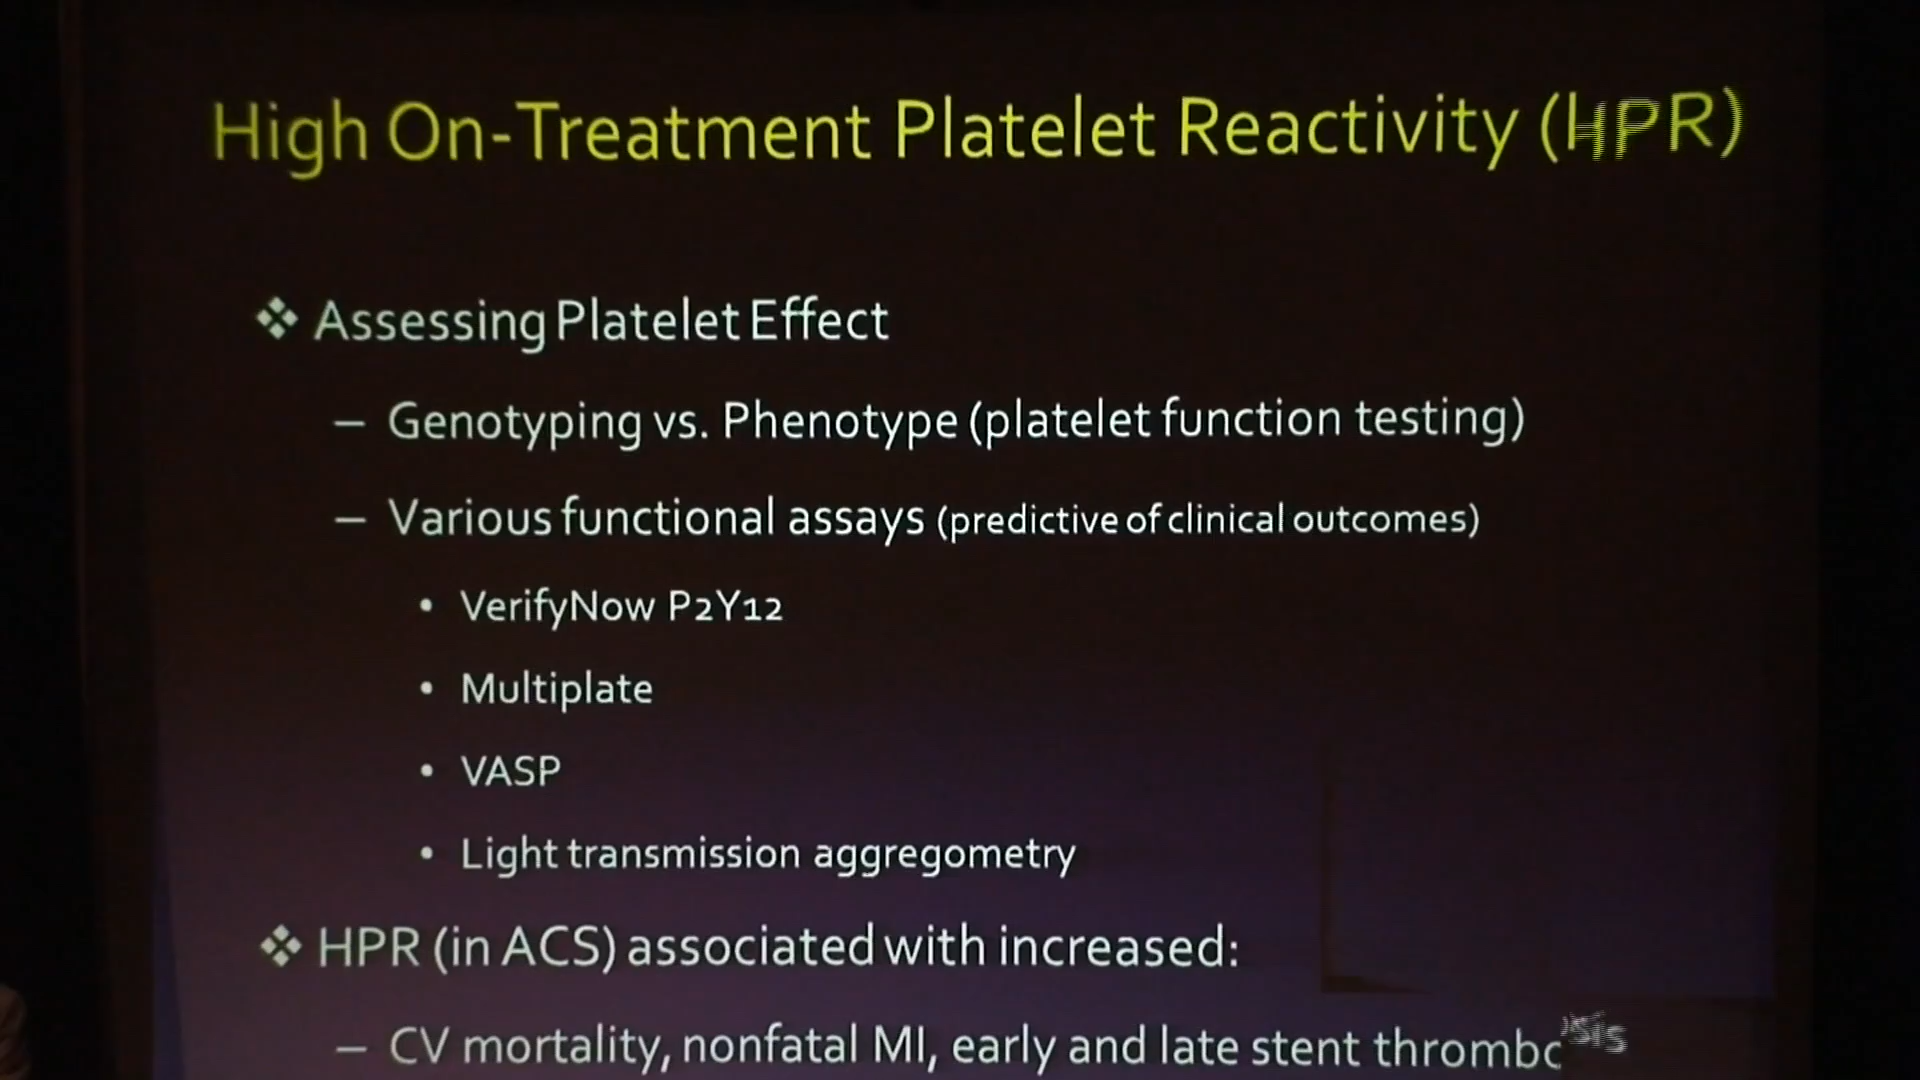 High On-Treatment Platelet Reactivity (HPR)
❖ Assessing Platelet Effect
– Genotyping vs. Phenotype (platelet function testing)
– Various functional assays (predictive of clinical outcomes)
• VerifyNow P2Y12
• Multiplate
• VASP
• Light transmission aggregometry
❖ HPR (in ACS) associated with increased:
– CV mortality, nonfatal MI, early and late stent thrombosis